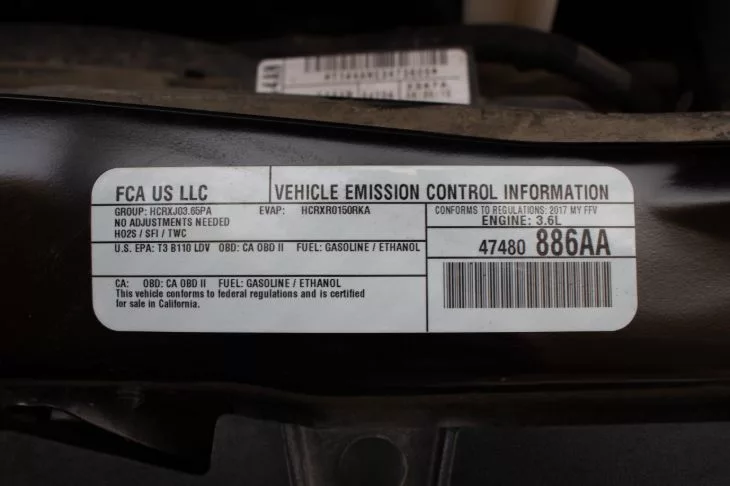 FCA US LLC
VEHICLE EMISSION CONTROL INFORMATION
GROUP: HCRXJ03.65PA EVAP: HCRXR0150RKA
NO ADJUSTMENTS NEEDED
HO2S / SFI / TWC
CONFORMS TO REGULATIONS: 2017 MY FFV
ENGINE: 3.6L
U.S. EPA: T3 B110 LDV OBD: CA OBD II FUEL: GASOLINE / ETHANOL
47480 886AA
CA: OBD: CA OBD II FUEL: GASOLINE / ETHANOL
This vehicle conforms to federal regulations and is certified
for sale in California.